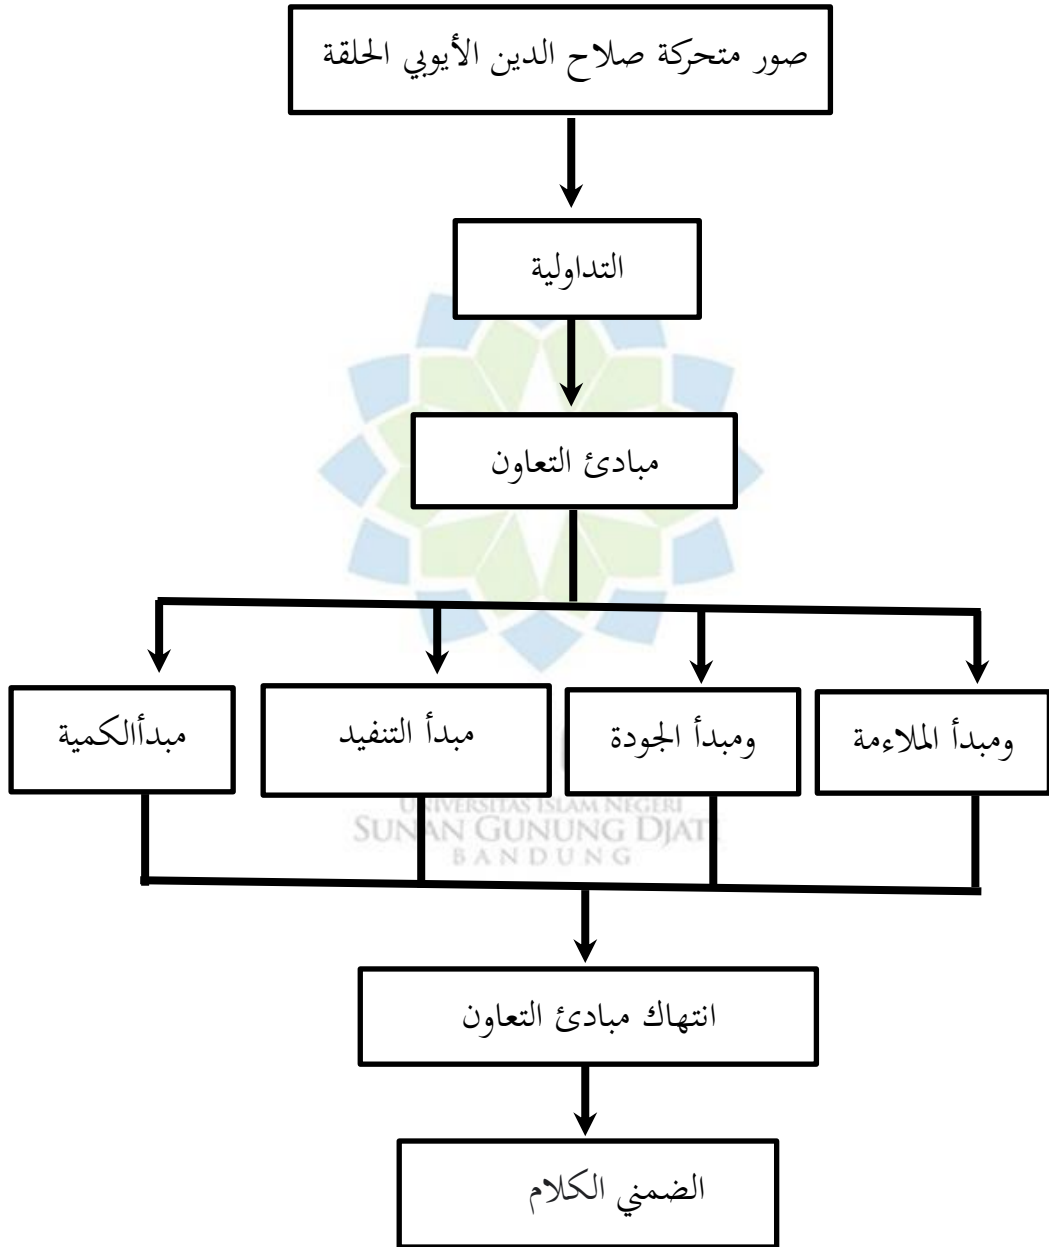 صور متحركة صلاح الدين الأيوبي الحلقة
التداولية
مبادئ التعاون
ومبدأ الملاءمة
ومبدأ الجودة
مبدأ التنفيد
مبدأالكمية
UNIVERSITAS ISLAM NEGERI
SUNAN GUNUNG DJATI
BANDUNG
انتهاك مبادئ التعاون
الضمني الكلام